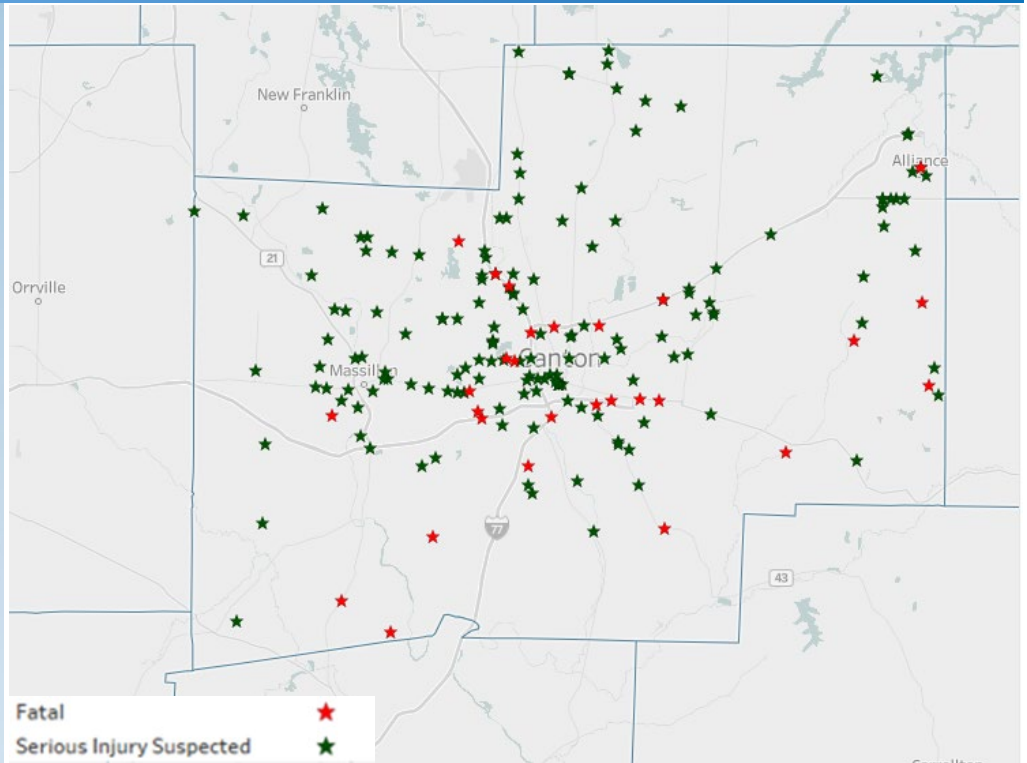 New Franklin
Alliance
21
Orrville
Canton
Massillon
77
43
Fatal
Serious Injury Suspected